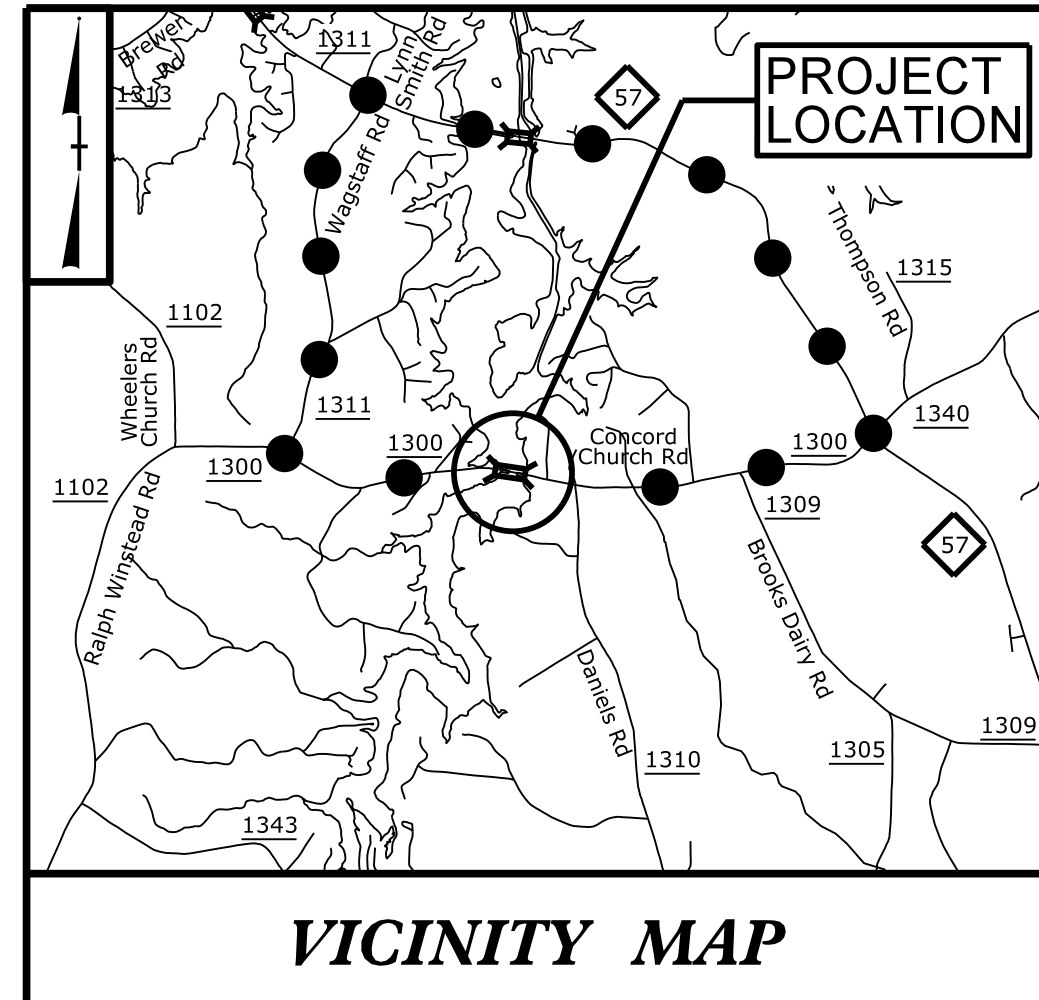 Brewer
Rd
1313
1311
Lynn
Smith Rd
57
PROJECT
LOCATION
Wagstaff Rd
Thompson Rd
1315
1102
Wheelers
Church Rd
1311
1300
1300
Concord
Church Rd
1300
1340
1102
1309
57
Ralph Winstead Rd
Brooks Dairy Rd
Daniels Rd
1310
1305
1309
1343
VICINITY MAP